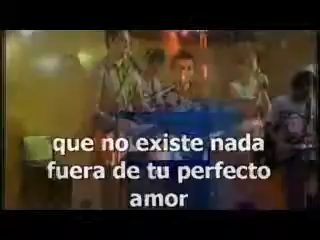 que no existe nada
fuera de tu perfecto
amor